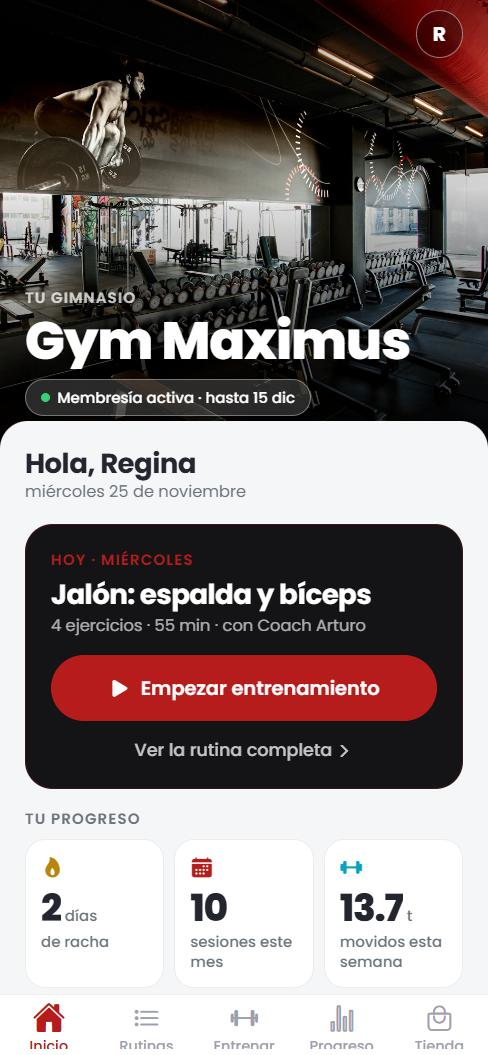 R
TU GIMNASIO
Gym Maximus
Membresía activa · hasta 15 dic
Hola, Regina
miércoles 25 de noviembre
HOY · MIÉRCOLES
Jalón: espalda y bíceps
4 ejercicios · 55 min · con Coach Arturo
Empezar entrenamiento
Ver la rutina completa
TU PROGRESO
2 días
de racha
10
sesiones este
mes
13.7 t
movidos esta
semana
Inicio Rutinas Entrenar Progreso Tienda